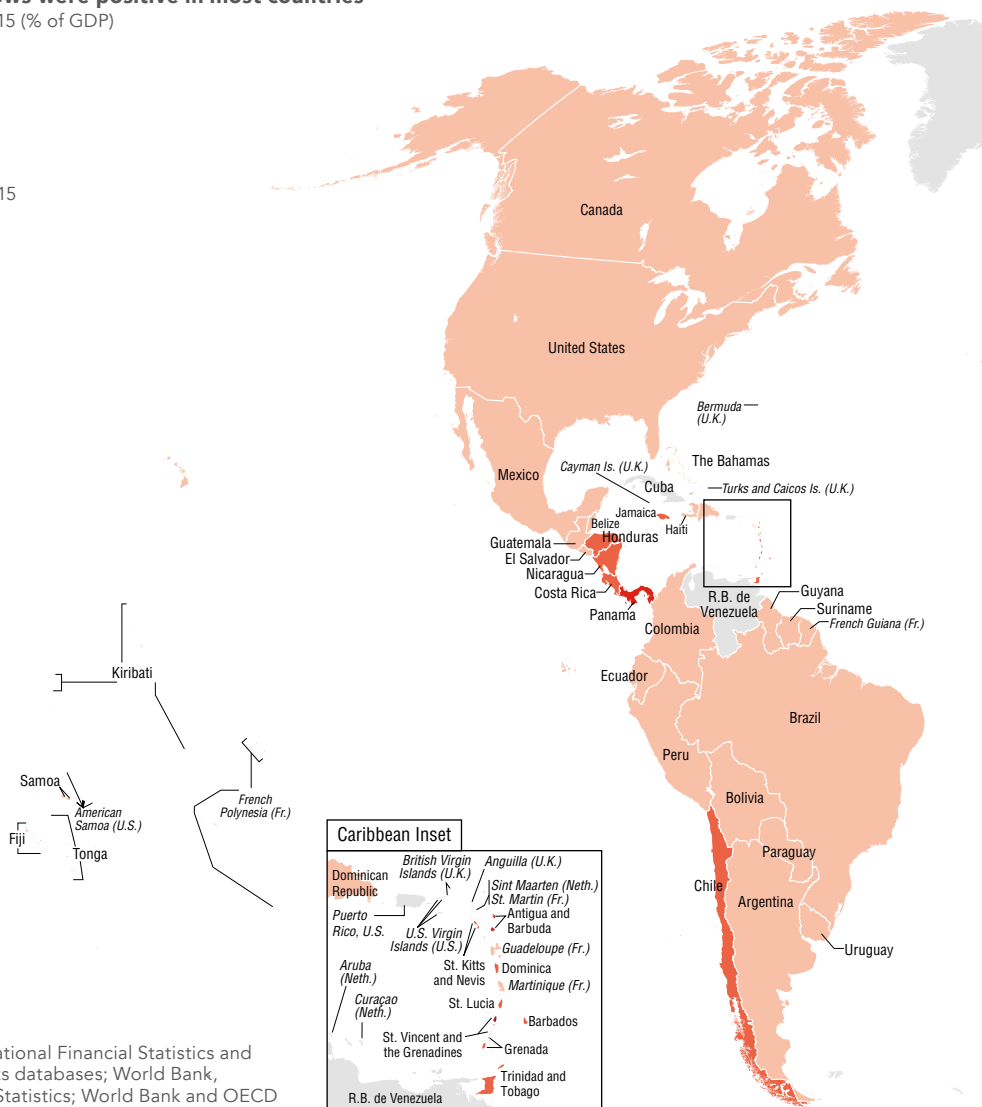 ows were positive in most countries
15 (% of GDP)
15
Canada
United States
Bermuda
(U.K.)
Mexico
Cayman Is. (U.K.)
The Bahamas
Cuba
Turks and Caicos Is. (U.K.)
Jamaica
Belize
Haiti
Honduras
Guatemala
El Salvador
Nicaragua
Costa Rica
Panama
R.B. de
Venezuela
Guyana
Suriname
French Guiana (Fr.)
Colombia
Ecuador
Kiribati
Brazil
Peru
Samoa
American
Samoa (U.S.)
French
Polynesia (Fr.)
Fiji
Tonga
Bolivia
Paraguay
Chile
Argentina
Uruguay
Caribbean Inset
Dominican
Republic
British Virgin
Islands (U.K.)
Anguilla (U.K.)
Sint Maarten (Neth.)
St. Martin (Fr.)
Puerto
Rico, U.S.
U.S. Virgin
Islands (U.S.)
Antigua and
Barbuda
Guadeloupe (Fr.)
Aruba
(Neth.)
St. Kitts
and Nevis
Dominica
Martinique (Fr.)
Curaçao
(Neth.)
St. Lucia
Barbados
St. Vincent and
the Grenadines
Grenada
Trinidad and
Tobago
R.B. de Venezuela
ational Financial Statistics and
ts databases; World Bank,
Statistics; World Bank and OECD